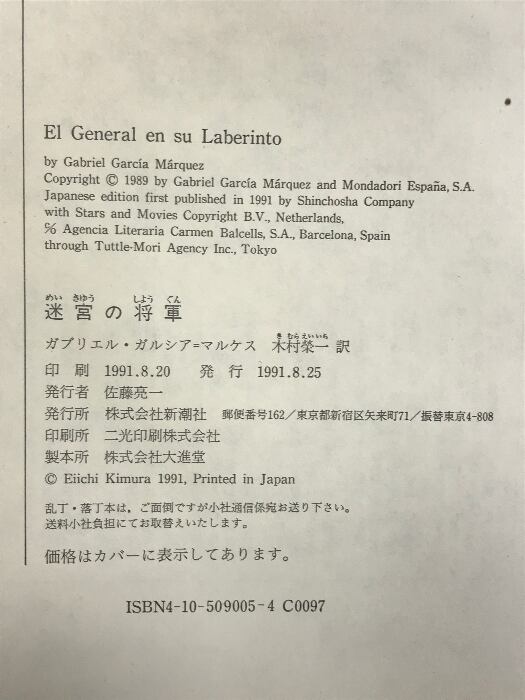 El General en su Laberinto
by Gabriel García Márquez
Copyright © 1989 by Gabriel García Márquez and Mondadori España, S.A.
Japanese edition first published in 1991 by Shinchosha Company
with Stars and Movies Copyright B.V., Netherlands,
℅ Agencia Literaria Carmen Balcells, S.A., Barcelona, Spain
through Tuttle-Mori Agency Inc., Tokyo
めい きゆう しよう ぐん
迷宮の将軍
き むら えい いち
ガブリエル・ガルシア=マルケス 木村榮一 訳
印 刷 1991.8.20 発 行 1991.8.25
発行者 佐藤亮一
発行所 株式会社新潮社 郵便番号162／東京都新宿区矢来町71／振替東京4-808
印刷所 二光印刷株式会社
製本所 株式会社大進堂
© Eiichi Kimura 1991, Printed in Japan
乱丁・落丁本は、ご面倒ですが小社通信係宛お送り下さい。
送料小社負担にてお取替えいたします。
価格はカバーに表示してあります。
ISBN4-10-509005-4 C0097